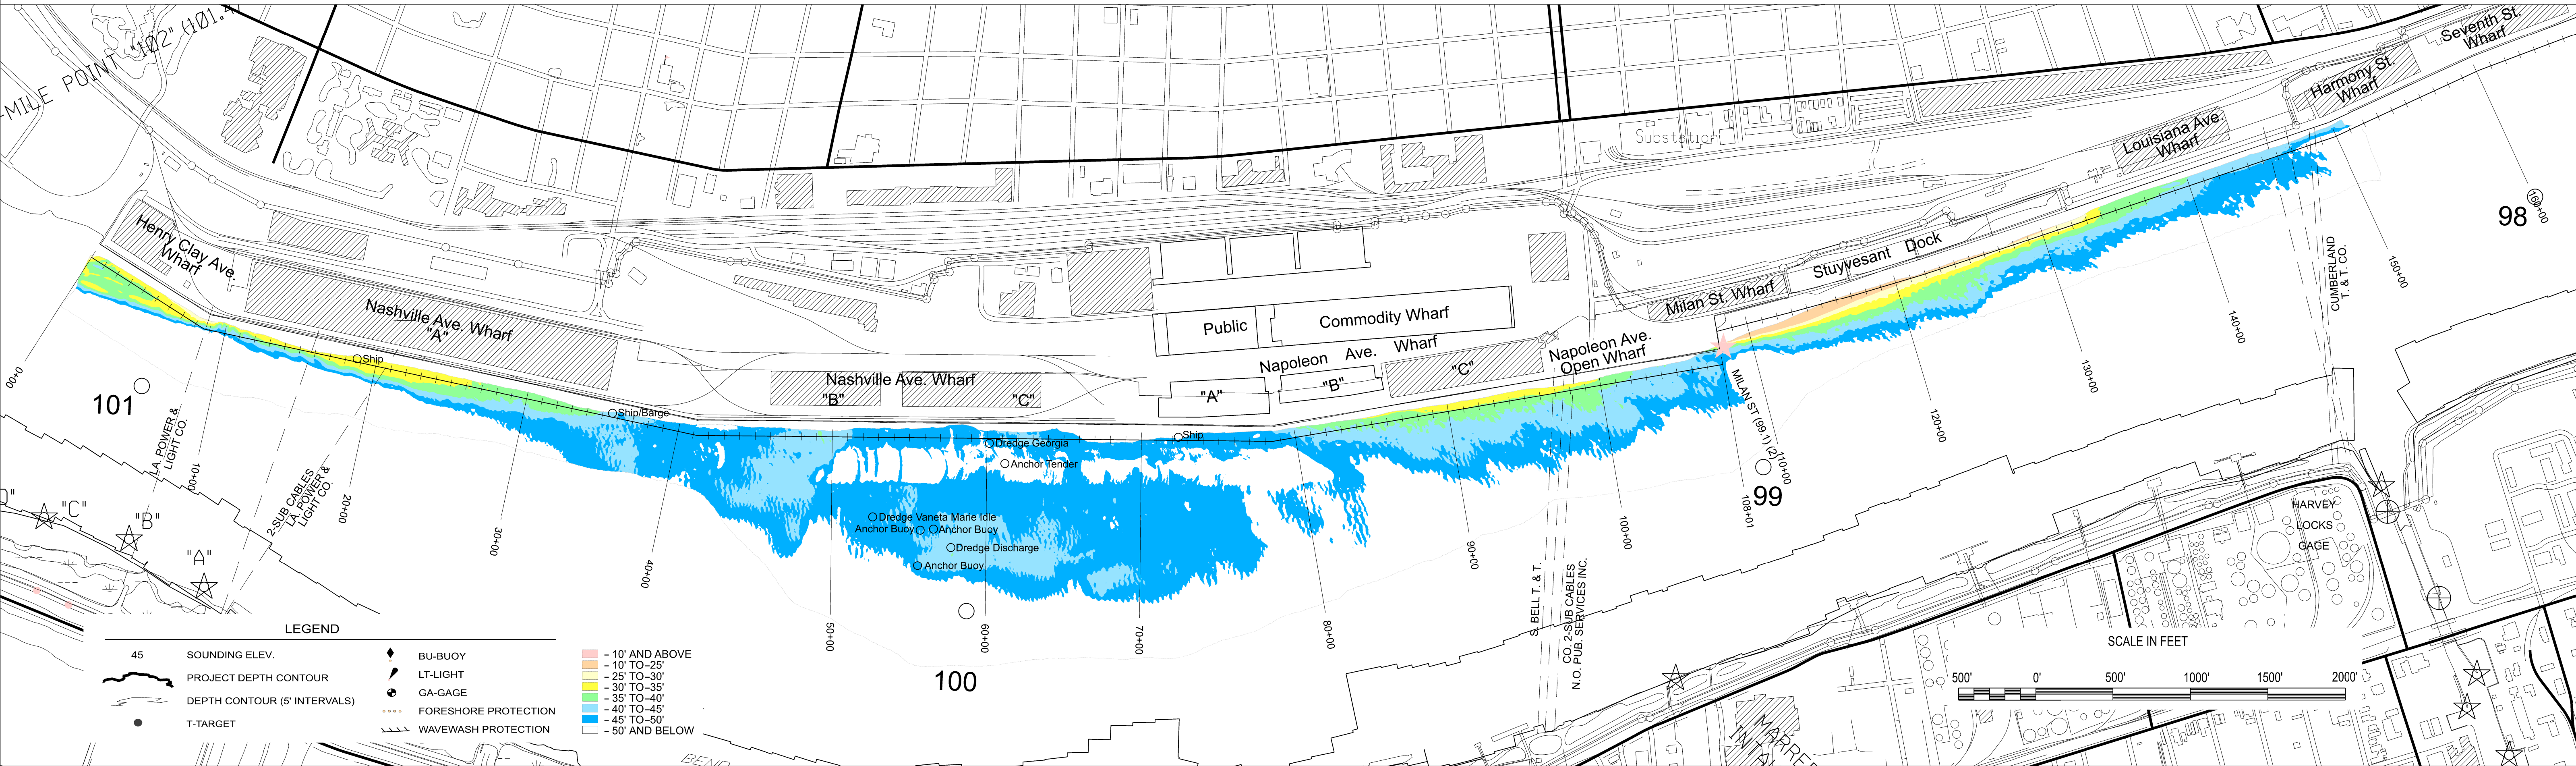 -MILE POINT "102" (101.4)
Seventh St.
Wharf
Harmony St.
Wharf
Louisiana Ave.
Wharf
Substation
Stuyvesant Dock
Milan St. Wharf
Henry Clay Ave.
Wharf
Nashville Ave. Wharf
"A"
Nashville Ave. Wharf
"B"
"C"
Public
Commodity Wharf
Napoleon Ave. Wharf
"A"
"B"
"C"
Napoleon Ave.
Open Wharf
Ship
Ship/Barge
Dredge Georgia
Anchor Tender
Ship
Dredge Vaneta Marie Idle
Anchor Buoy
Anchor Buoy
Dredge Discharge
Anchor Buoy
101
100
99
98
0+00
10+00
20+00
30+00
40+00
50+00
60+00
70+00
80+00
90+00
100+00
108+01
110+00
120+00
130+00
140+00
150+00
160+00
MILAN ST (99.1) (2)
LA. POWER &
LIGHT CO.
2-SUB CABLES
LA. POWER &
LIGHT CO.
S. BELL T. & T.
CO. 2-SUB CABLES
N.O. PUB. SERVICES INC.
CUMBERLAND
T. & T. CO.
D"
"C"
"B"
"A"
HARVEY
LOCKS
GAGE
MARRE
IN TA
BEND
LEGEND
45 SOUNDING ELEV.
PROJECT DEPTH CONTOUR
DEPTH CONTOUR (5' INTERVALS)
T-TARGET
BU-BUOY
LT-LIGHT
GA-GAGE
FORESHORE PROTECTION
WAVEWASH PROTECTION
– 10' AND ABOVE
– 10' TO–25'
– 25' TO–30'
– 30' TO–35'
– 35' TO–40'
– 40' TO–45'
– 45' TO–50'
– 50' AND BELOW
SCALE IN FEET
500' 0' 500' 1000' 1500' 2000'